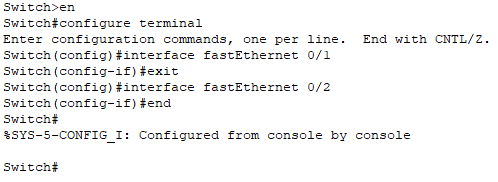 Switch>en
Switch#configure terminal
Enter configuration commands, one per line.  End with CNTL/Z.
Switch(config)#interface fastEthernet 0/1
Switch(config-if)#exit
Switch(config)#interface fastEthernet 0/2
Switch(config-if)#end
Switch#
%SYS-5-CONFIG_I: Configured from console by console
Switch#